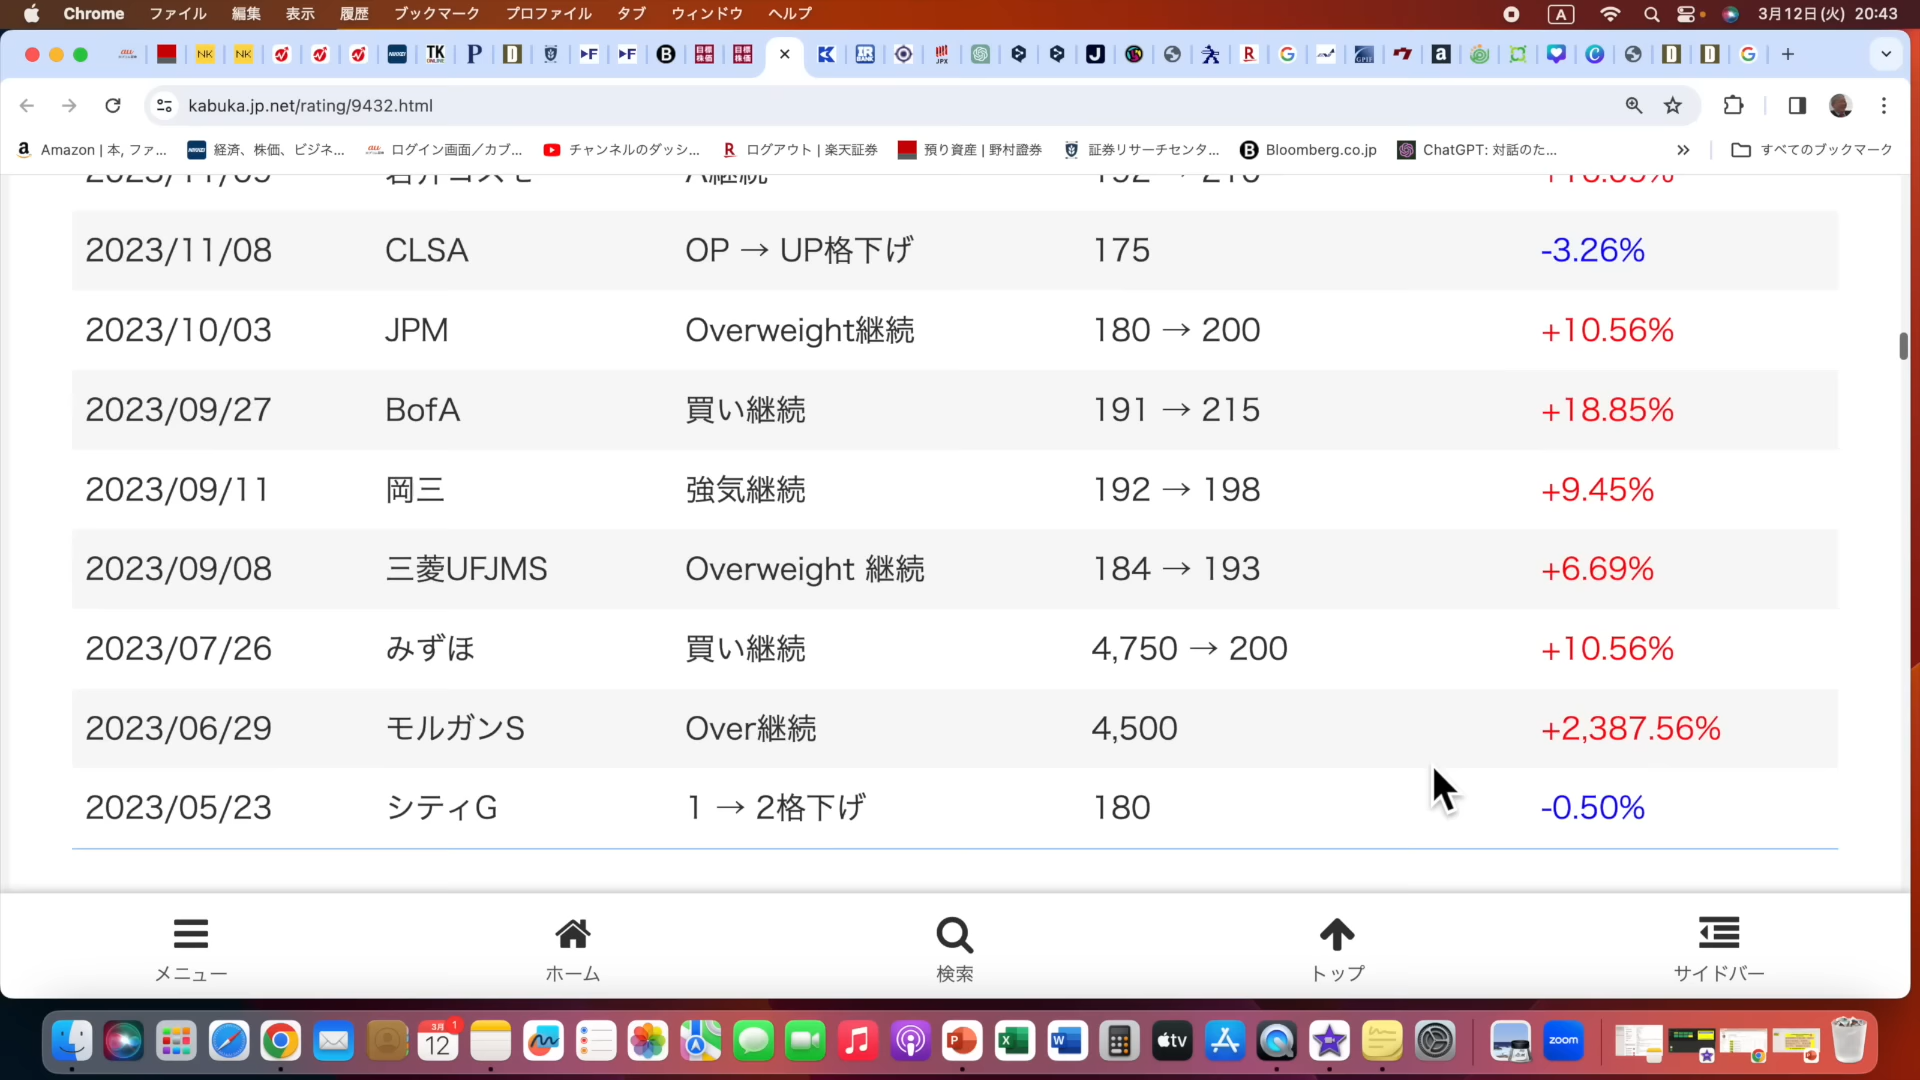 Chrome ファイル 編集 表示 履歴 ブックマーク プロファイル タブ ウィンドウ ヘルプ A 3月12日(火) 20:43
kabuka.jp.net/rating/9432.html
Amazon | 本, ファ... 経済、株価、ビジネ... ログイン画面／カブ... チャンネルのダッシ... ログアウト | 楽天証券 預り資産 | 野村證券 証券リサーチセンタ... Bloomberg.co.jp ChatGPT: 対話のた... » すべてのブックマーク
2023/11/08 CLSA OP → UP格下げ 175 -3.26%
2023/10/03 JPM Overweight継続 180 → 200 +10.56%
2023/09/27 BofA 買い継続 191 → 215 +18.85%
2023/09/11 岡三 強気継続 192 → 198 +9.45%
2023/09/08 三菱UFJMS Overweight 継続 184 → 193 +6.69%
2023/07/26 みずほ 買い継続 4,750 → 200 +10.56%
2023/06/29 モルガンS Over継続 4,500 +2,387.56%
2023/05/23 シティG 1 → 2格下げ 180 -0.50%
メニュー ホーム 検索 トップ サイドバー
3月 1 12 tv zoom